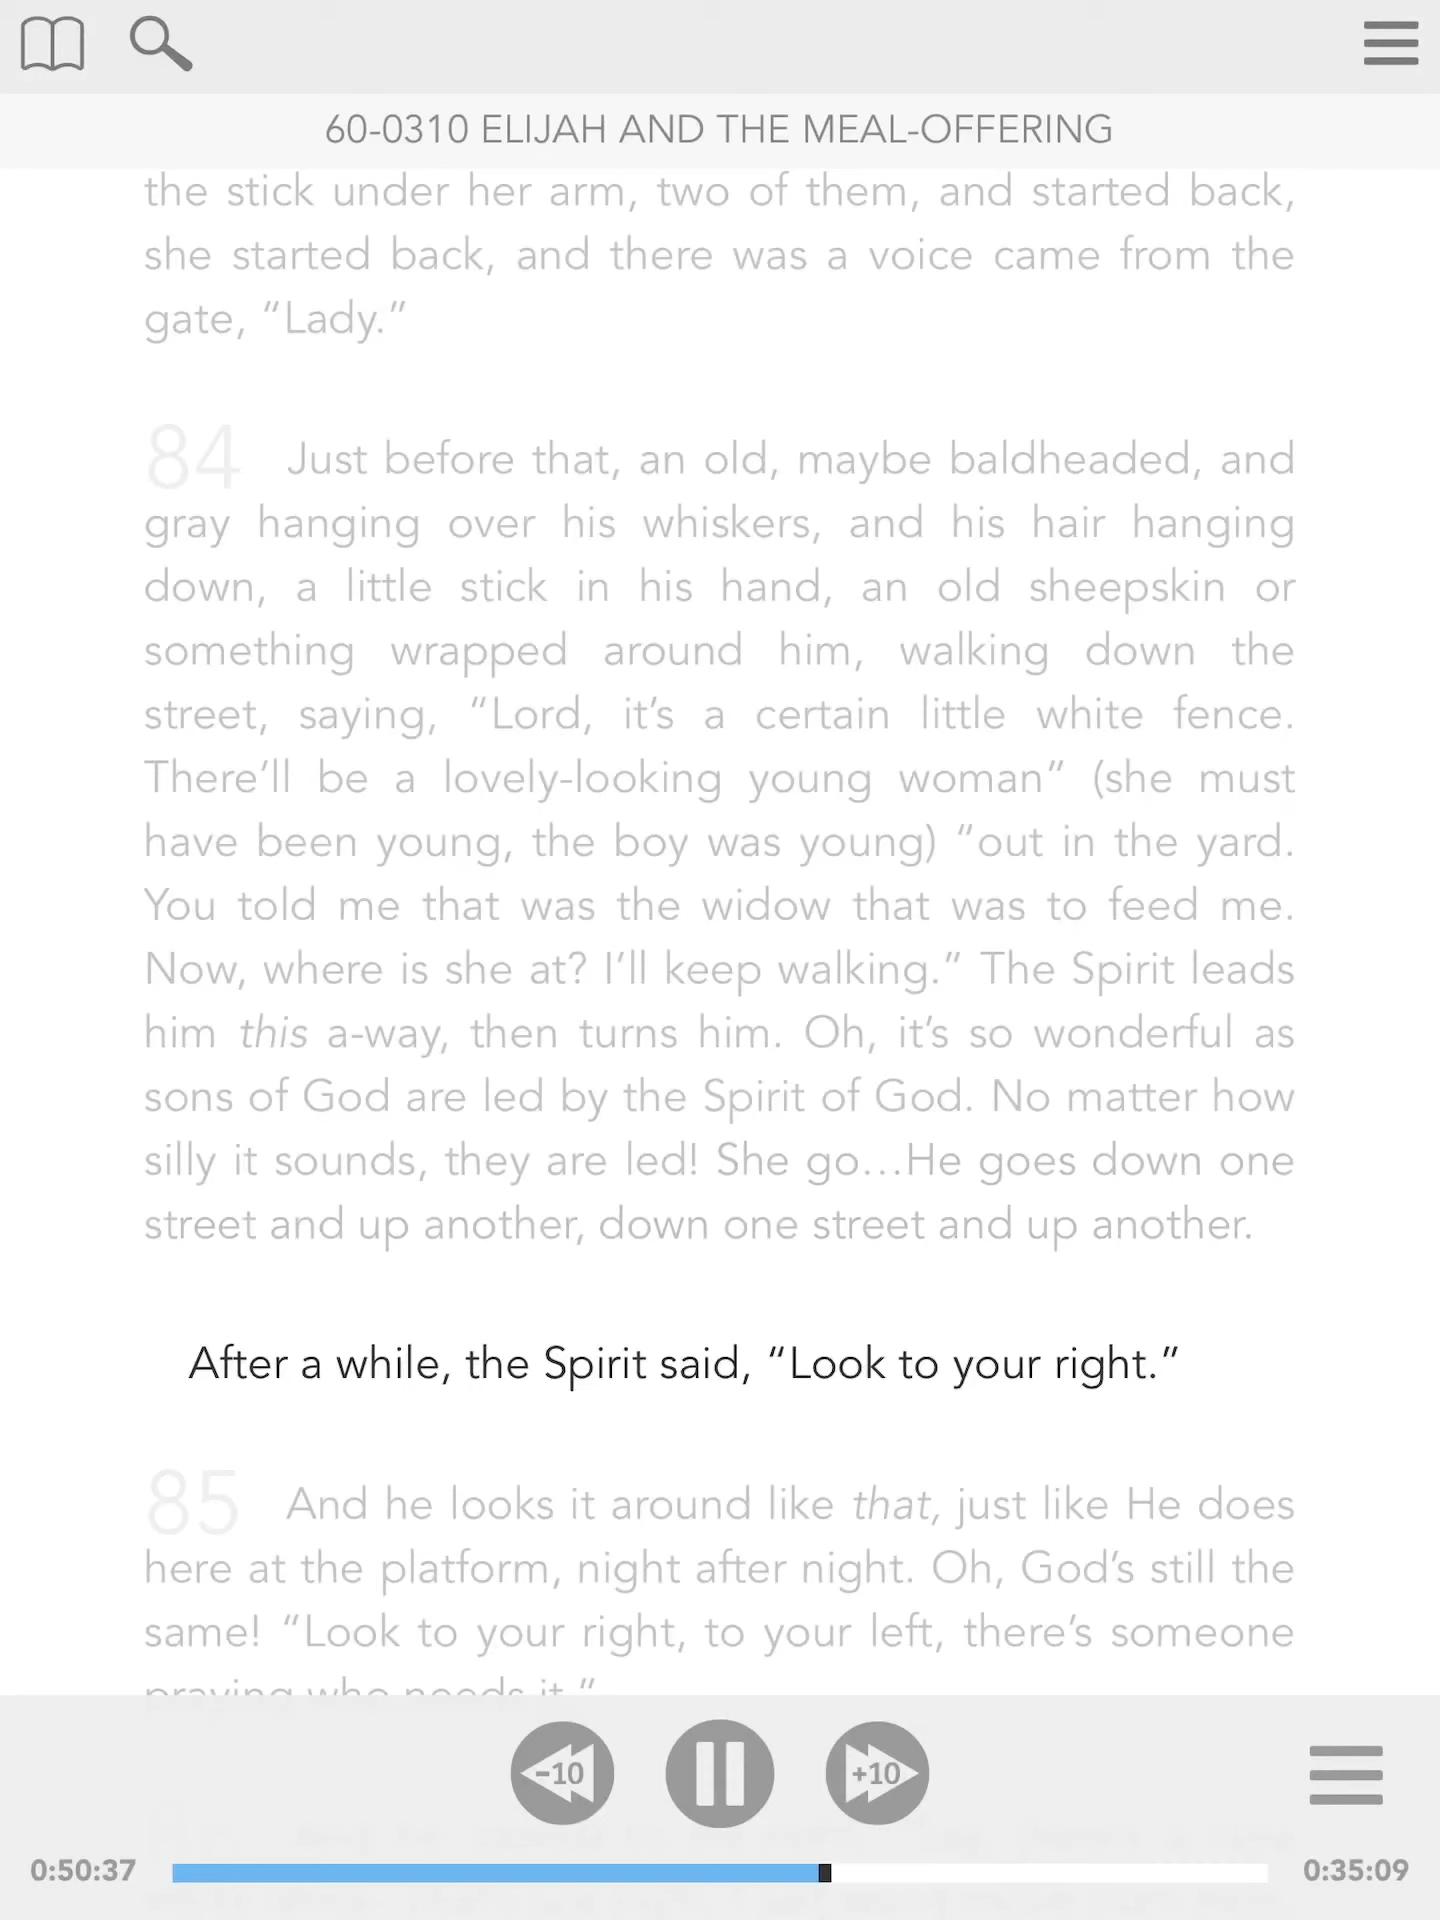 60-0310 ELIJAH AND THE MEAL-OFFERING
the stick under her arm, two of them, and started back,
she started back, and there was a voice came from the
gate, “Lady.”
84 Just before that, an old, maybe baldheaded, and
gray hanging over his whiskers, and his hair hanging
down, a little stick in his hand, an old sheepskin or
something wrapped around him, walking down the
street, saying, “Lord, it’s a certain little white fence.
There’ll be a lovely-looking young woman” (she must
have been young, the boy was young) “out in the yard.
You told me that was the widow that was to feed me.
Now, where is she at? I’ll keep walking.” The Spirit leads
him this a-way, then turns him. Oh, it’s so wonderful as
sons of God are led by the Spirit of God. No matter how
silly it sounds, they are led! She go…He goes down one
street and up another, down one street and up another.
After a while, the Spirit said, “Look to your right.”
85 And he looks it around like that, just like He does
here at the platform, night after night. Oh, God’s still the
same! “Look to your right, to your left, there’s someone
praying who needs it.”
-10 +10
0:50:37 0:35:09